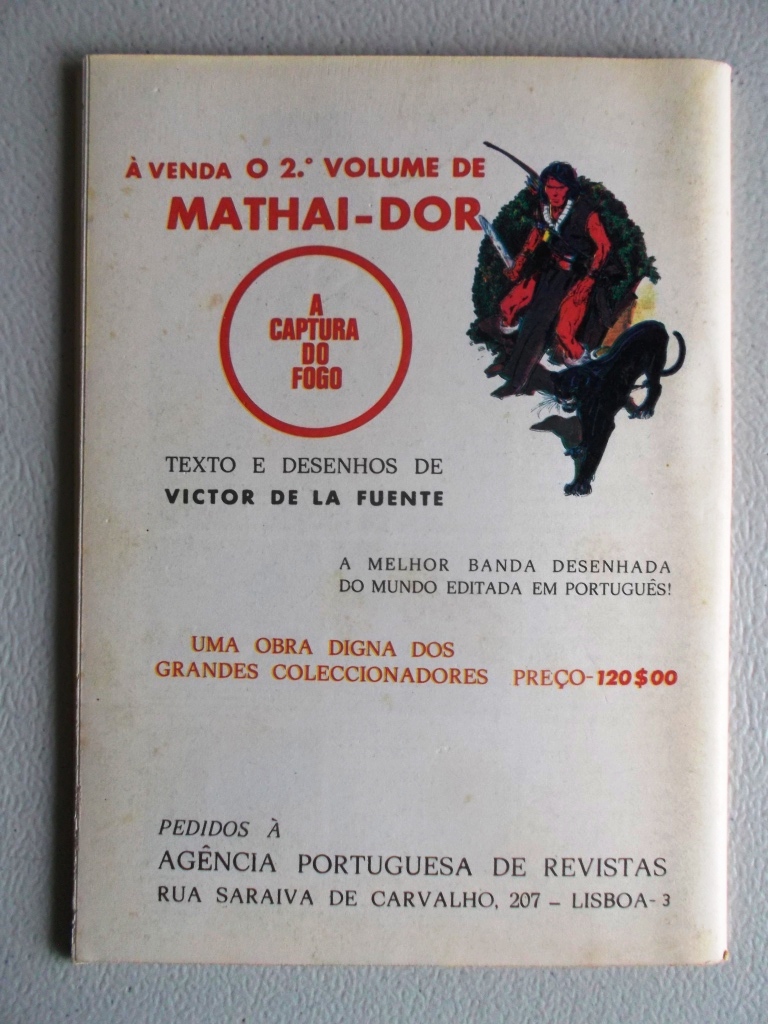 À VENDA O 2.º VOLUME DE
MATHAI-DOR
A
CAPTURA
DO
FOGO
TEXTO E DESENHOS DE
VICTOR DE LA FUENTE
A MELHOR BANDA DESENHADA
DO MUNDO EDITADA EM PORTUGUÊS!
UMA OBRA DIGNA DOS
GRANDES COLECCIONADORES PREÇO-120$00
PEDIDOS À
AGÊNCIA PORTUGUESA DE REVISTAS
RUA SARAIVA DE CARVALHO, 207 – LISBOA-3